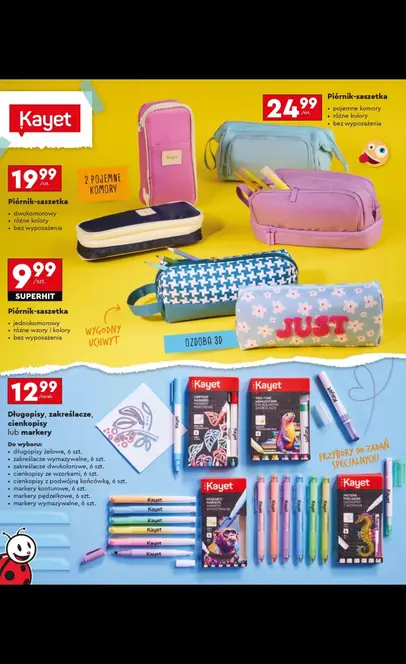 Kayet
24.99
/szt.
Piórnik-saszetka
• pojemne komory
• różne kolory
• bez wyposażenia
Kayet
2 POJEMNE
KOMORY
19.99
/szt.
Piórnik-saszetka
• dwukomorowy
• różne kolory
• bez wyposażenia
9.99
/szt.
SUPERHIT
Piórnik-saszetka
• jednokomorowy
• różne wzory i kolory
• bez wyposażenia
WYGODNY
UCHWYT
JUST
OZDOBA 3D
12.99
Długopisy, zakreślacze,
cienkopisy
lub markery
Do wyboru:
• długopisy żelowe, 6 szt.
• zakreślacze wymazywalne, 6 szt.
• zakreślacze dwukolorowe, 6 szt.
• cienkopisy ze wzorkami, 6 szt.
• cienkopisy z podwójną końcówką, 6 szt.
• markery konturowe, 6 szt.
• markery pędzelkowe, 6 szt.
• markery wymazywalne, 6 szt.
Kayet
Kayet
PRZYBORY DO ZADAŃ
SPECJALNYCH!
Kayet
Kayet
Kayet
Kayet
Kayet
Kayet
Kayet
Kayet